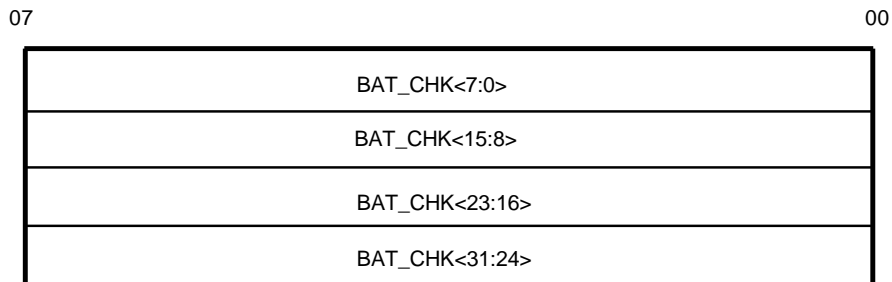 07 00
BAT_CHK<7:0>
BAT_CHK<15:8>
BAT_CHK<23:16>
BAT_CHK<31:24>